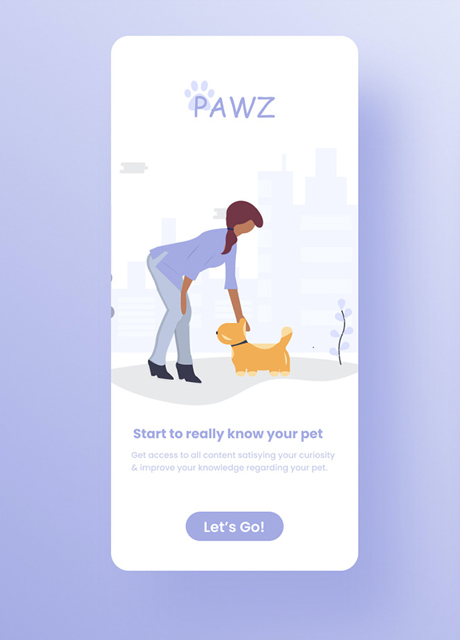 PAWZ
Start to really know your pet
Get access to all content satisying your curiosity
& improve your knowledge regarding your pet.
Let's Go!